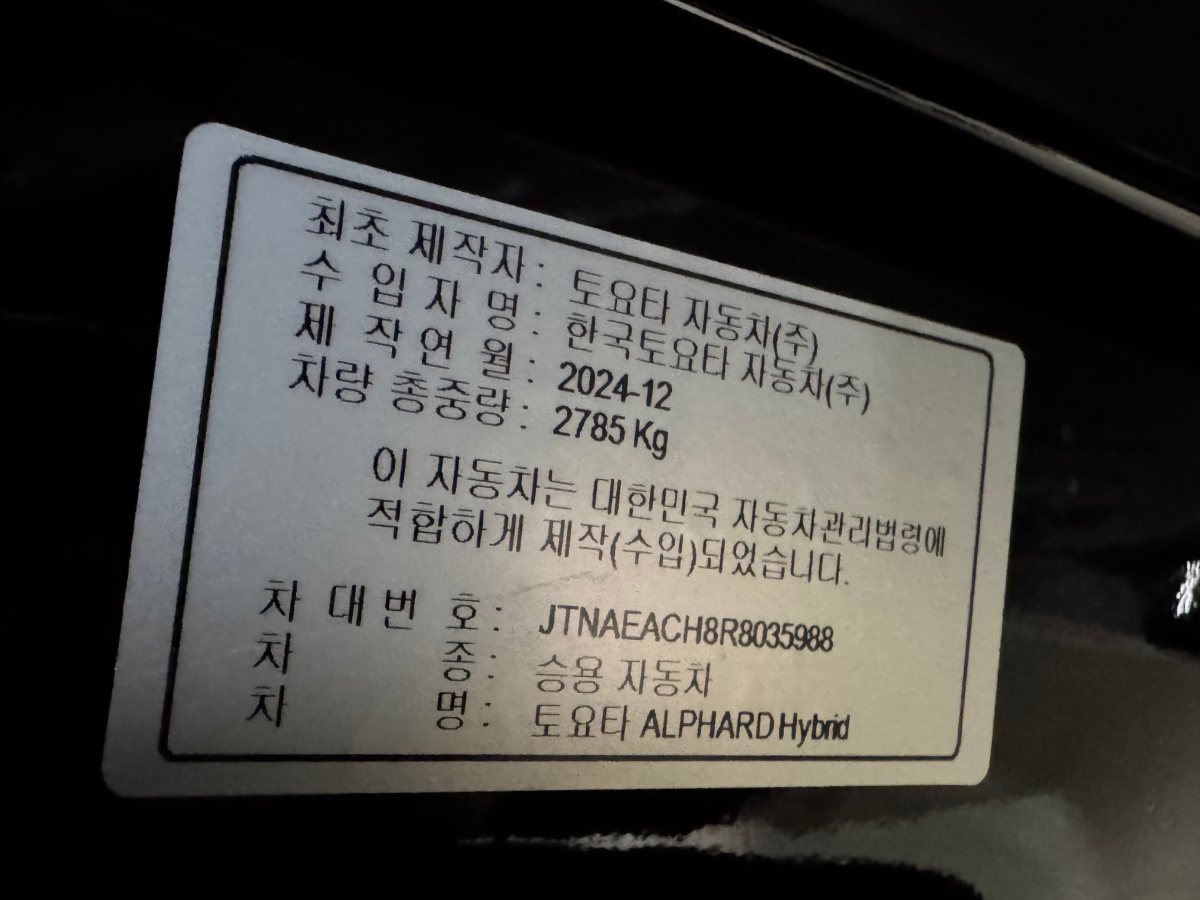 최초 제작자 : 토요타 자동차(주)
수 입 자 명 : 한국토요타 자동차(주)
제 작 연 월 : 2024-12
차량 총중량 : 2785 Kg
이 자동차는 대한민국 자동차관리법령에
적합하게 제작(수입)되었습니다.
차 대 번 호 : JTNAEACH8R8035988
차 종 : 승용 자동차
차 명 : 토요타 ALPHARD Hybrid